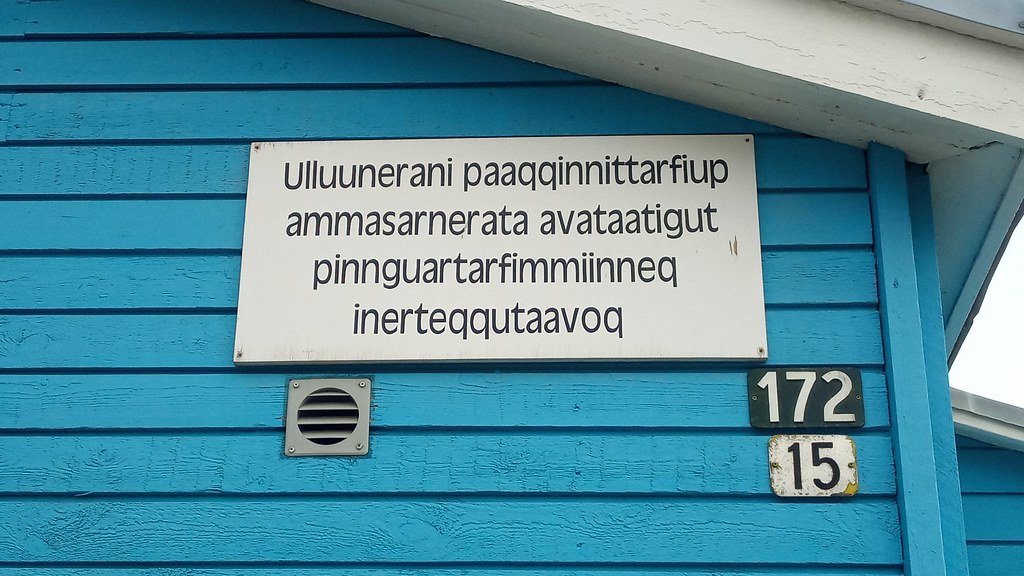 Ulluunerani paaqqinnittarfiup
ammasarnerata avataatigut
pinnguartarfimmiinneq
inerteqqutaavoq
172
15